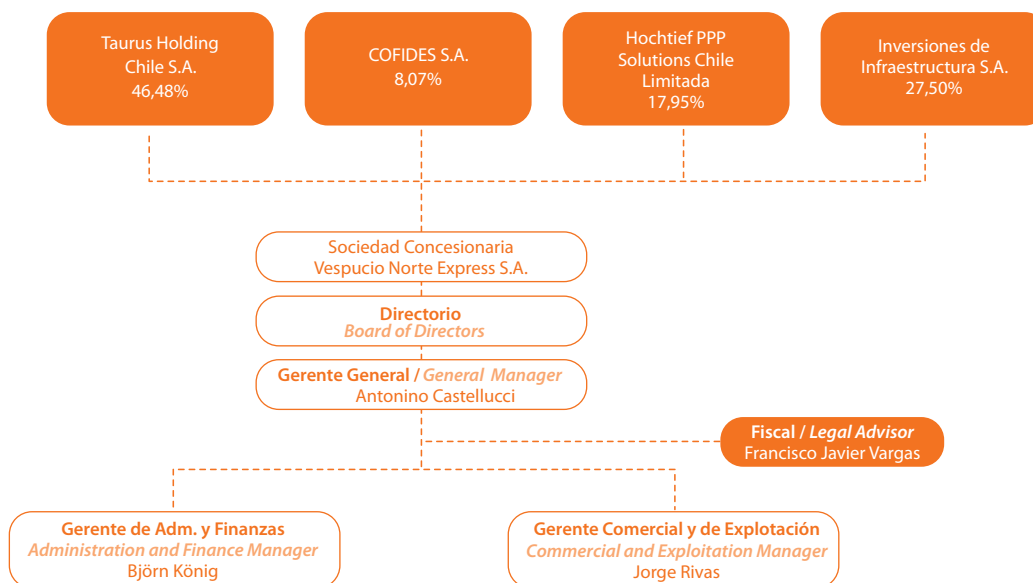 Taurus Holding
Chile S.A.
46,48%
COFIDES S.A.
8,07%
Hochtief PPP
Solutions Chile
Limitada
17,95%
Inversiones de
Infraestructura S.A.
27,50%
Sociedad Concesionaria
Vespucio Norte Express S.A.
Directorio
Board of Directors
Gerente General / General Manager
Antonino Castellucci
Fiscal / Legal Advisor
Francisco Javier Vargas
Gerente de Adm. y Finanzas
Administration and Finance Manager
Björn König
Gerente Comercial y de Explotación
Commercial and Exploitation Manager
Jorge Rivas